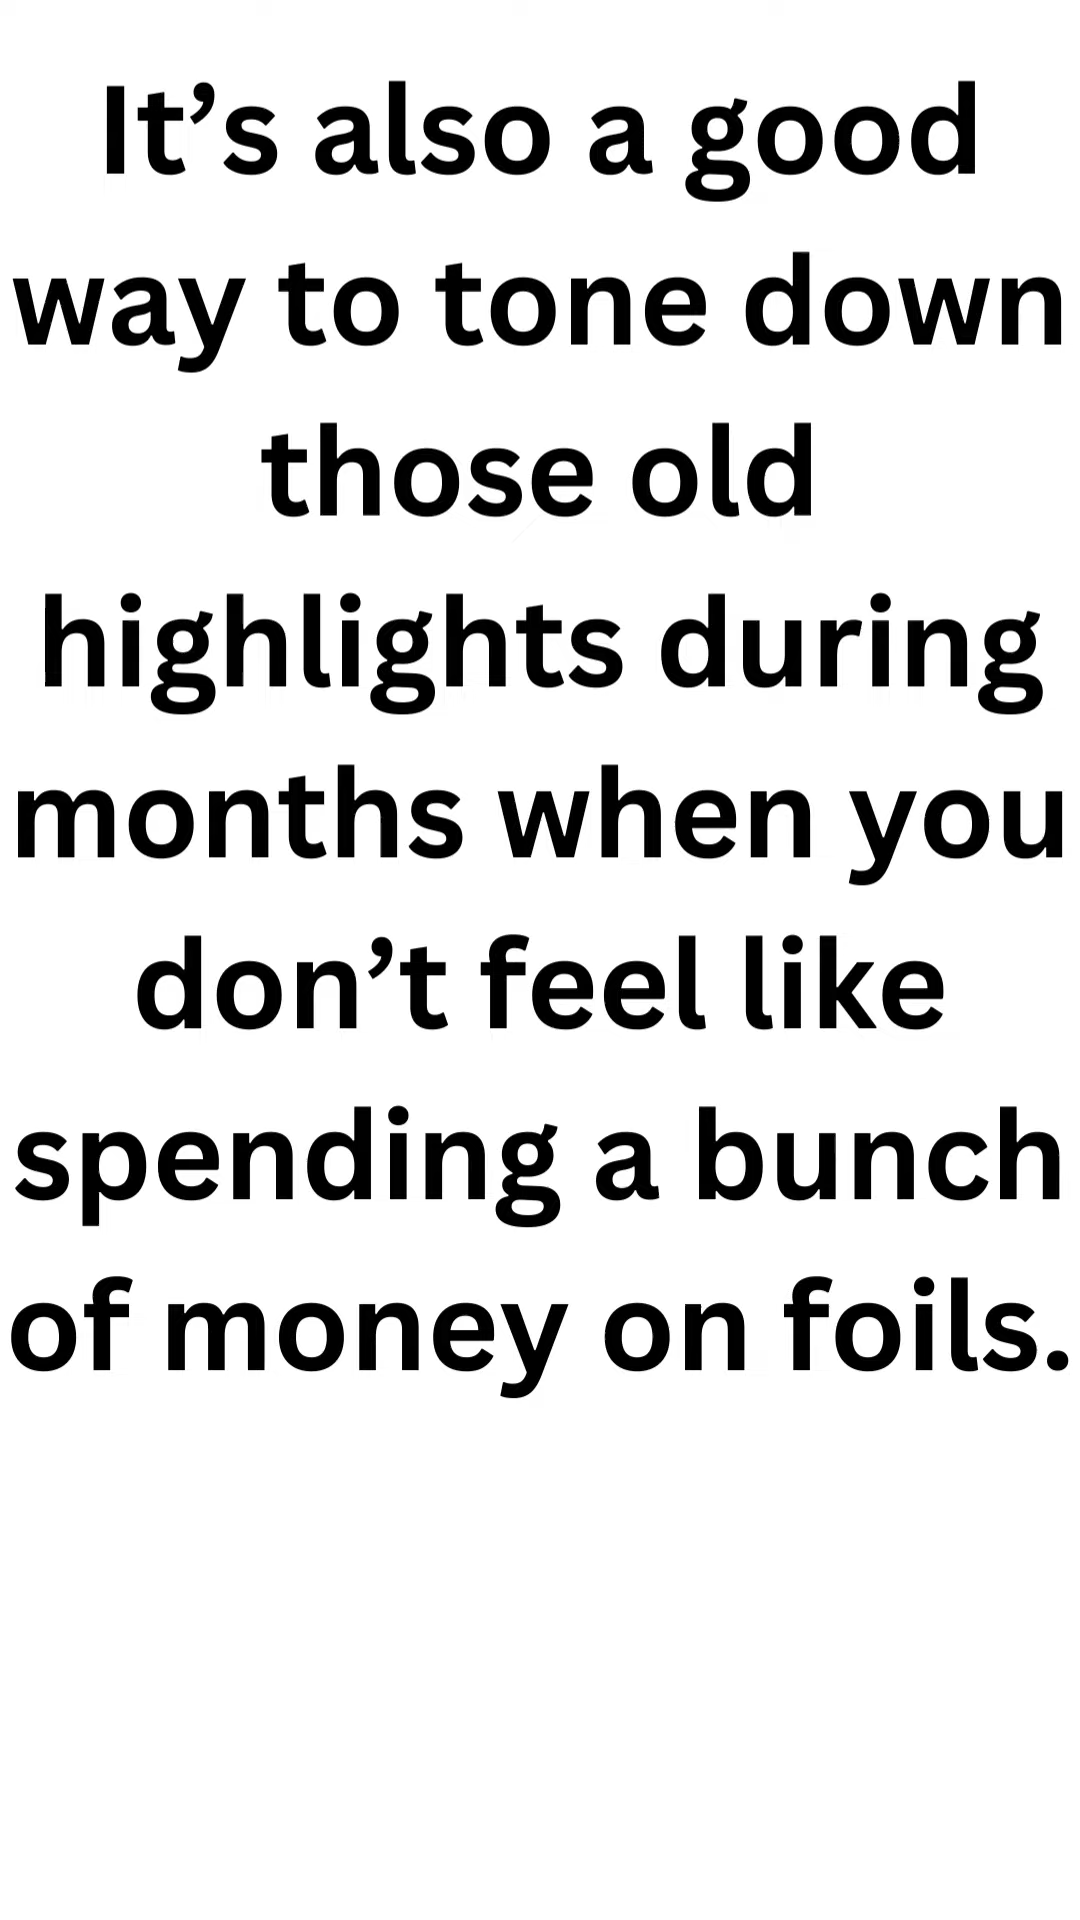 It’s also a good
way to tone down
those old
highlights during
months when you
don’t feel like
spending a bunch
of money on foils.